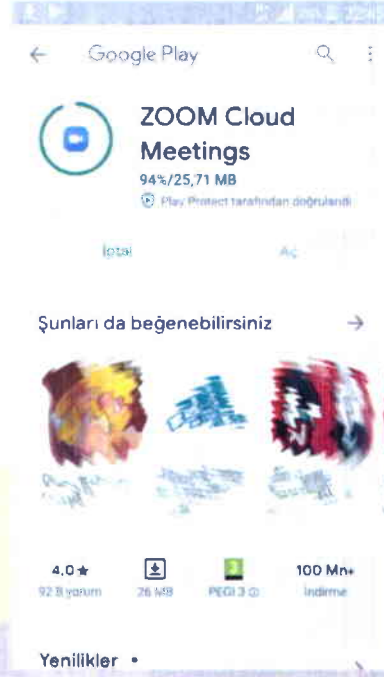 Google Play
ZOOM Cloud
Meetings
94%/25,71 MB
Play Protect tarafından doğrulandı
İptal
Aç
Şunları da beğenebilirsiniz
4,0★
92 B yorum
26 MB
3
PEGI 3
100 Mn+
İndirme
Yenilikler •